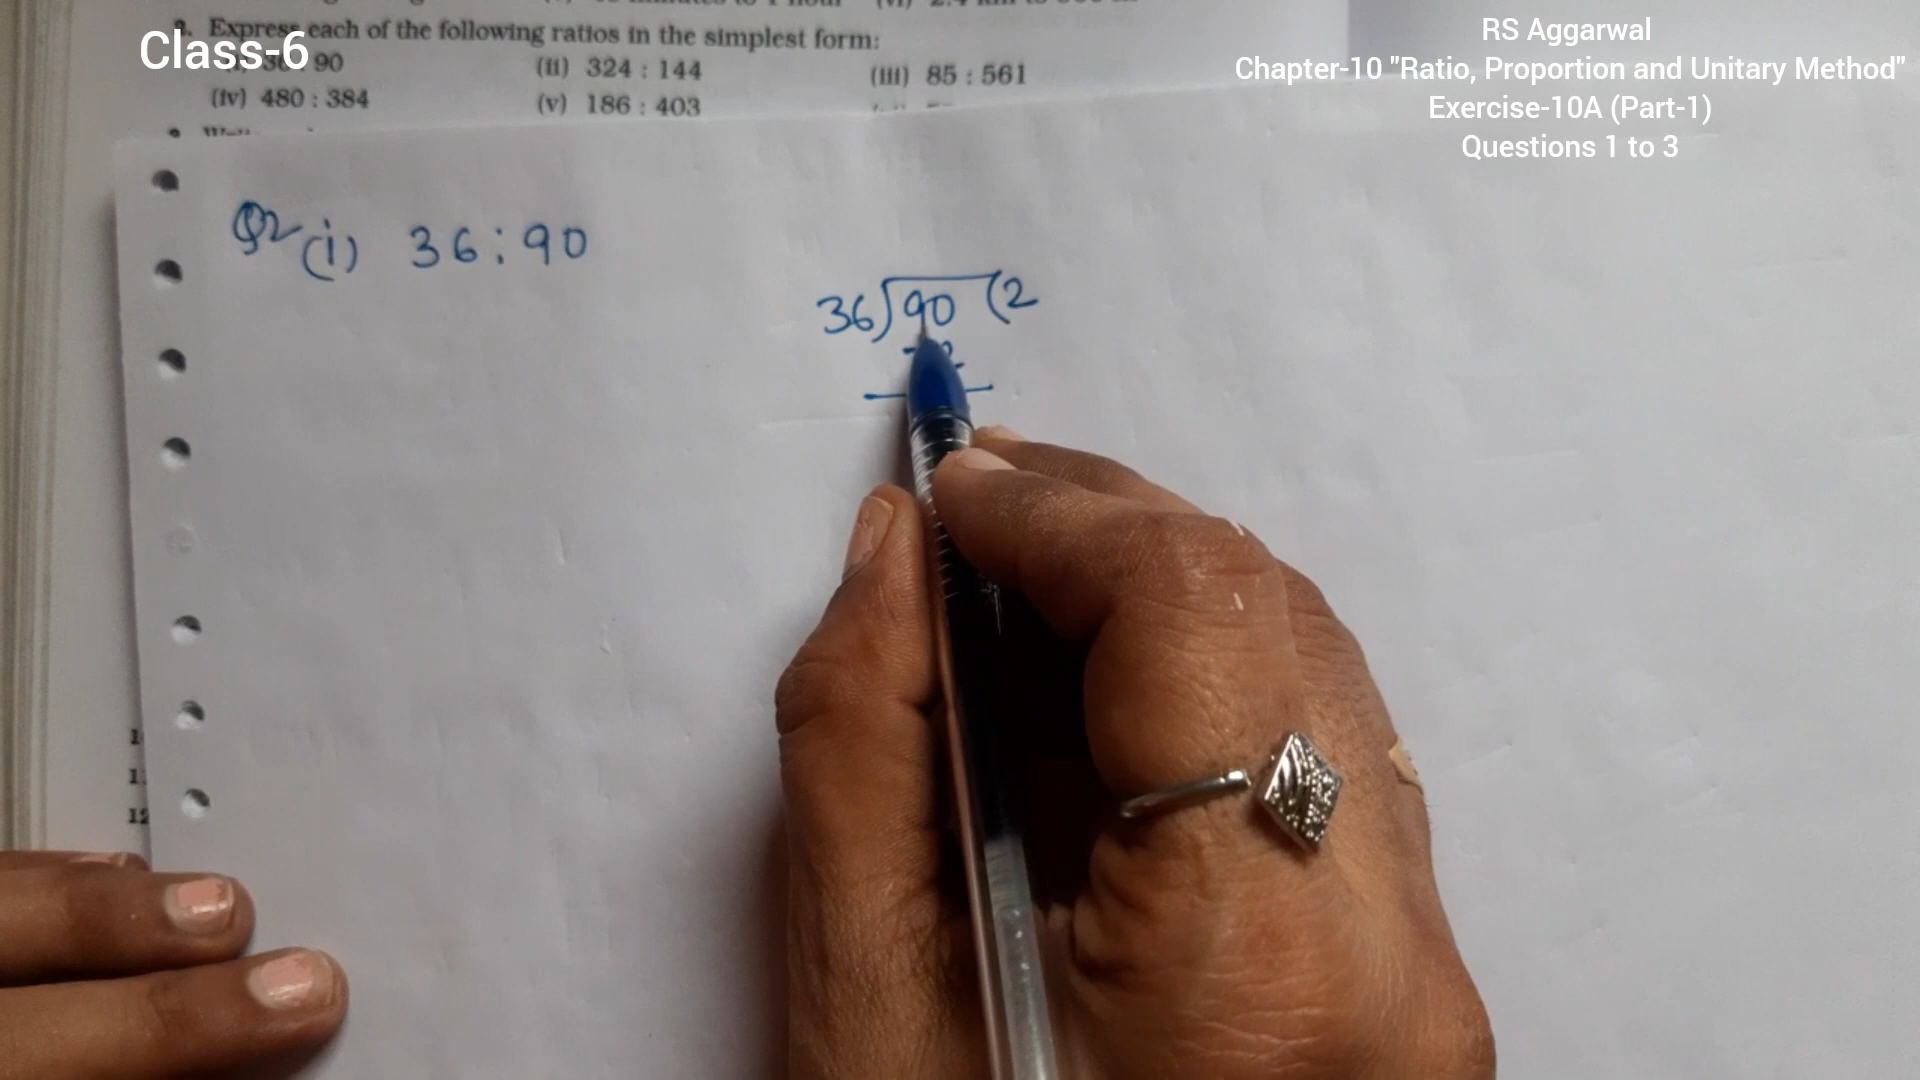 2. Express each of the following ratios in the simplest form:
Class-6
90
(ii) 324 : 144
(iii) 85 : 561
(iv) 480 : 384
(v) 186 : 403
RS Aggarwal
Chapter-10 "Ratio, Proportion and Unitary Method"
Exercise-10A (Part-1)
Questions 1 to 3
Q2 (i) 36 : 90
36) 90 (2